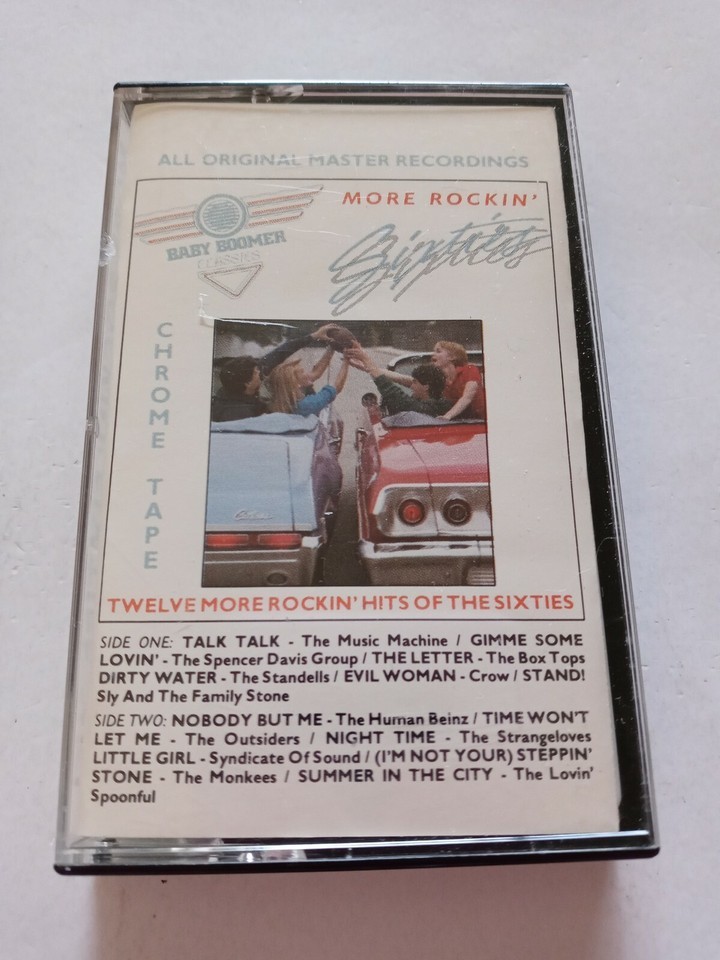 ALL ORIGINAL MASTER RECORDINGS
BABY BOOMER
CLASSICS
MORE ROCKIN'
Sixties
CHROME TAPE
TWELVE MORE ROCKIN' HITS OF THE SIXTIES
SIDE ONE: TALK TALK - The Music Machine / GIMME SOME
LOVIN' - The Spencer Davis Group / THE LETTER - The Box Tops
DIRTY WATER - The Standells / EVIL WOMAN - Crow / STAND!
Sly And The Family Stone
SIDE TWO: NOBODY BUT ME - The Human Beinz / TIME WON'T
LET ME - The Outsiders / NIGHT TIME - The Strangeloves
LITTLE GIRL - Syndicate Of Sound / (I'M NOT YOUR) STEPPIN'
STONE - The Monkees / SUMMER IN THE CITY - The Lovin'
Spoonful